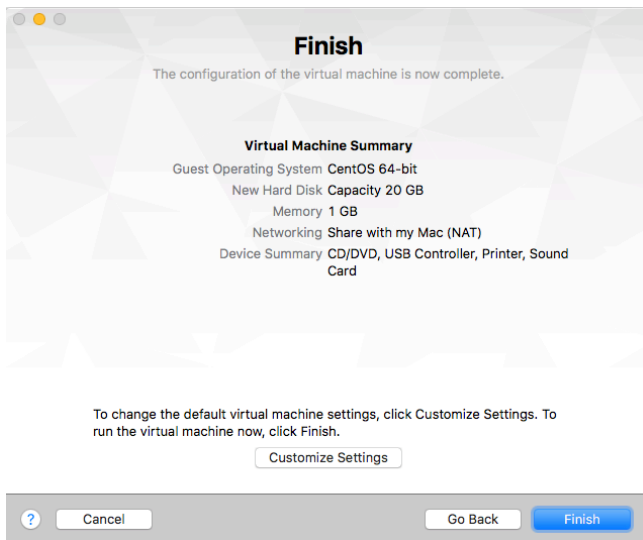 Finish
The configuration of the virtual machine is now complete.
Virtual Machine Summary
Guest Operating System CentOS 64-bit
New Hard Disk Capacity 20 GB
Memory 1 GB
Networking Share with my Mac (NAT)
Device Summary CD/DVD, USB Controller, Printer, Sound
Card
To change the default virtual machine settings, click Customize Settings. To
run the virtual machine now, click Finish.
Customize Settings
? Cancel Go Back Finish